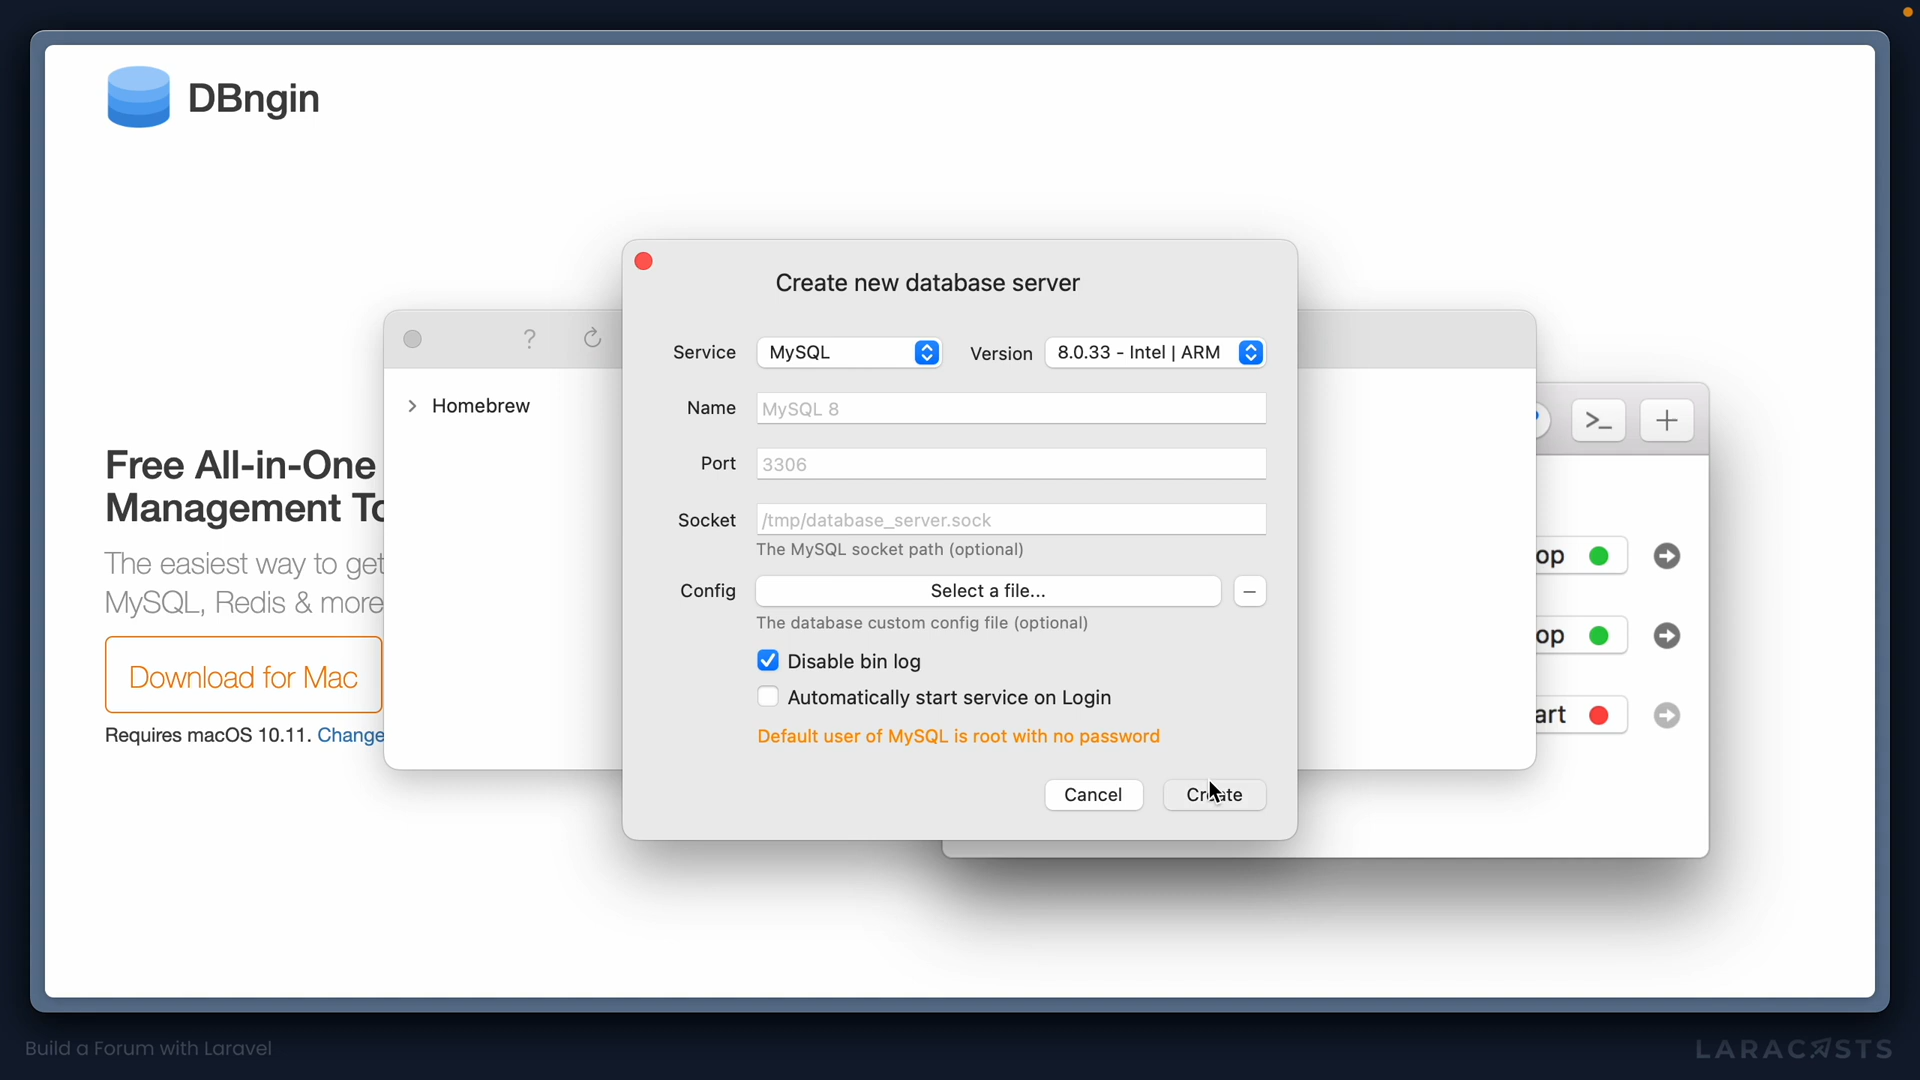 DBngin
Create new database server
Service MySQL Version 8.0.33 - Intel | ARM
Name MySQL 8
Port 3306
Socket /tmp/database_server.sock
The MySQL socket path (optional)
Config Select a file... –
The database custom config file (optional)
Disable bin log
Automatically start service on Login
Default user of MySQL is root with no password
Cancel Create
?
> Homebrew
Free All-in-One
Management To
The easiest way to get
MySQL, Redis & more
Download for Mac
Requires macOS 10.11. Change
>_ +
op
op
art
Build a Forum with Laravel
LARACASTS